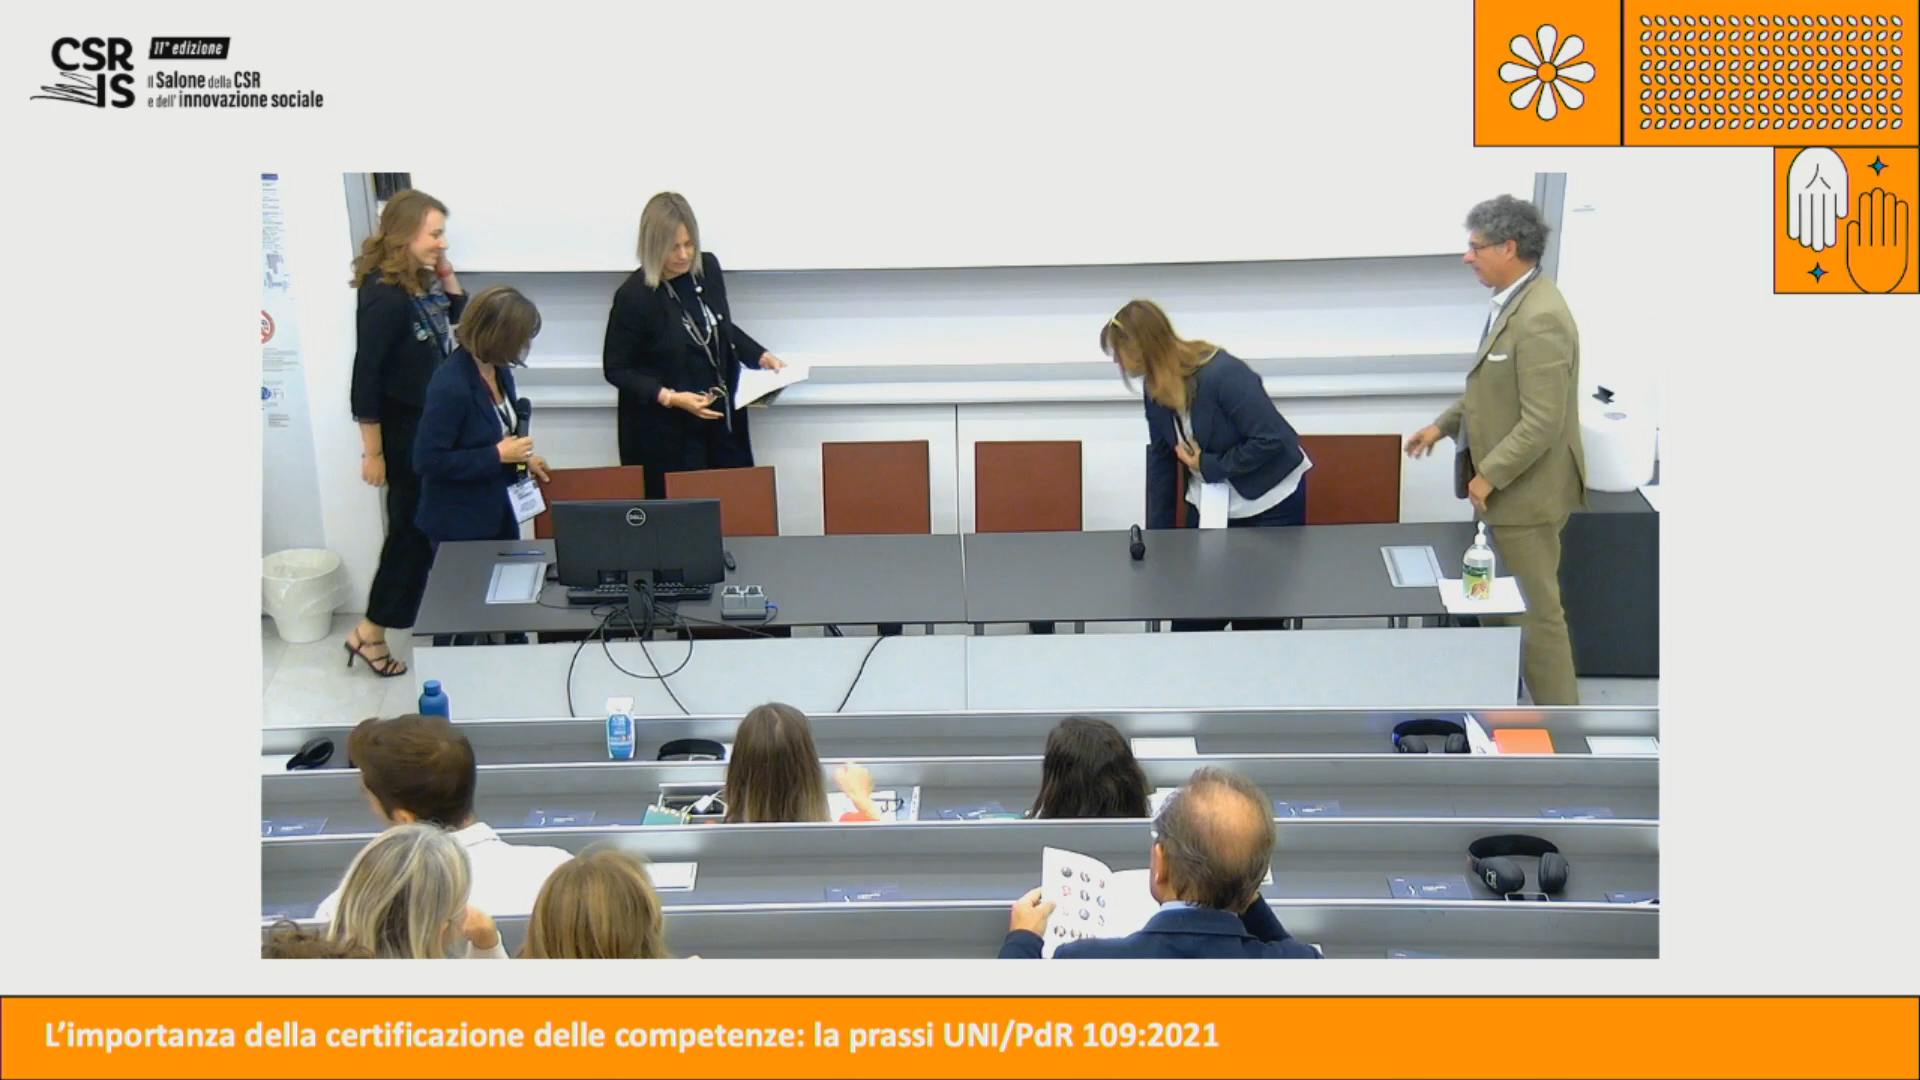 CSR
IS
11° edizione
Il Salone della CSR
e dell' innovazione sociale
DELL
L'importanza della certificazione delle competenze: la prassi UNI/PdR 109:2021